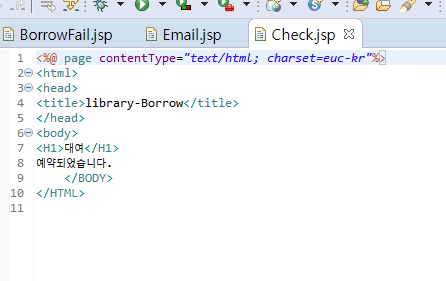 BorrowFail.jsp Email.jsp Check.jsp
1 <%@ page contentType="text/html; charset=euc-kr"%>
2 <html>
3 <head>
4 <title>library-Borrow</title>
5 </head>
6 <body>
7 <H1>대여</H1>
8 예약되었습니다.
9 </BODY>
10 </HTML>
11